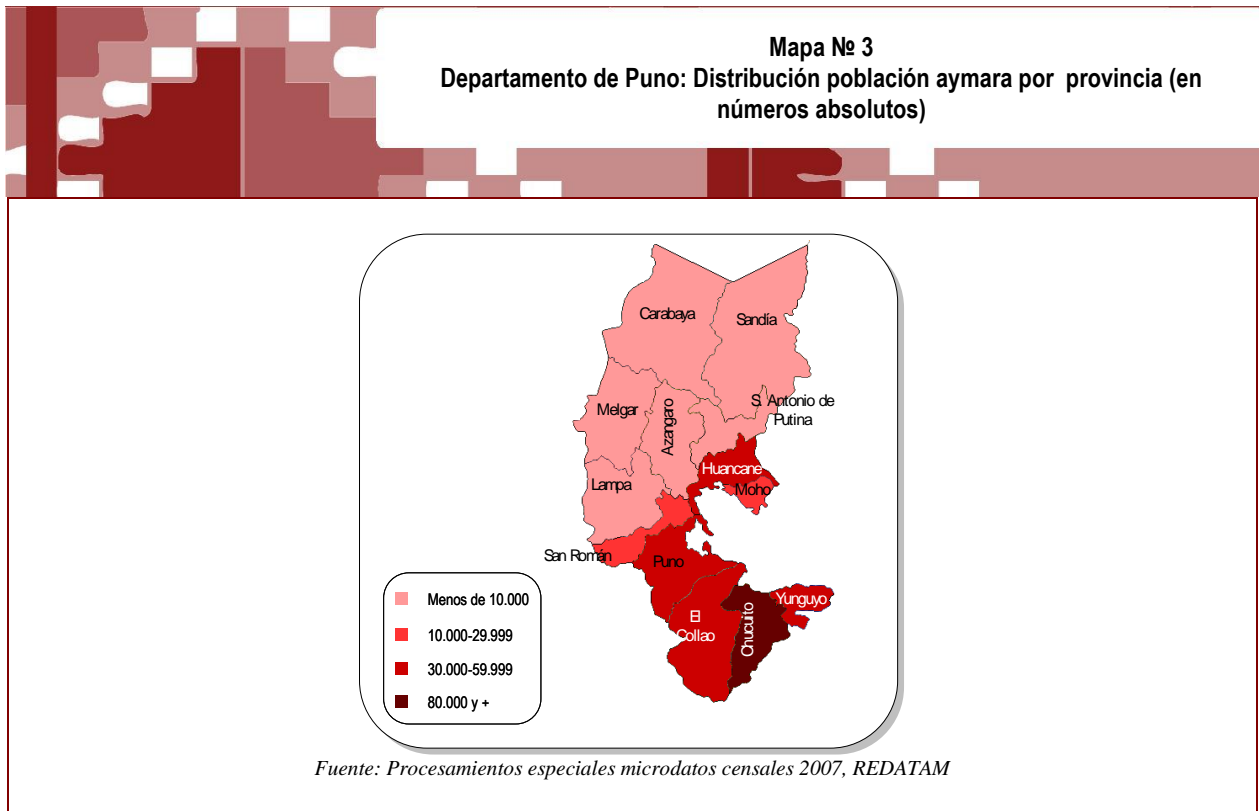 Mapa № 3
Departamento de Puno: Distribución población aymara por provincia (en
números absolutos)
Carabaya
Sandía
Melgar
Azangaro
S. Antonio de
Putina
Huancane
Moho
Lampa
San Román
Puno
El
Collao
Chucuito
Yunguyo
Menos de 10.000
10.000-29.999
30.000-59.999
80.000 y +
Fuente: Procesamientos especiales microdatos censales 2007, REDATAM